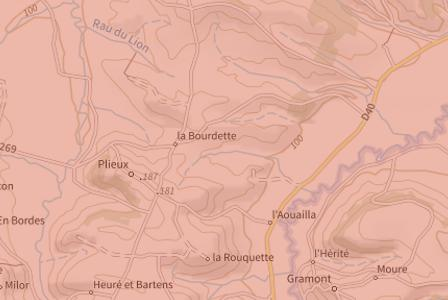 100
Rau du Lion
D40
la Bourdette
100
269
Plieux
.187
.181
con
En Bordes
l'Aouailla
l'Hérité
la Rouquette
Moure
e
Milor
Heuré et Bartens
Gramont